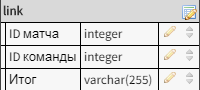 link
ID матча integer
ID команды integer
Итог varchar(255)